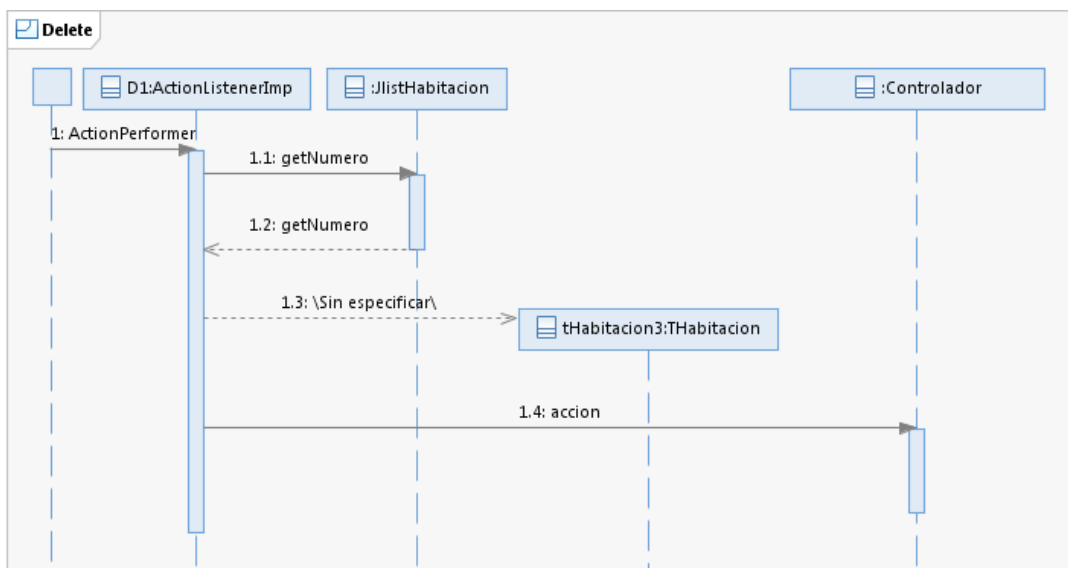 Delete
D1:ActionListenerImp
:JlistHabitacion
:Controlador
1: ActionPerformer
1.1: getNumero
1.2: getNumero
1.3: \Sin especificar\
tHabitacion3:THabitacion
1.4: accion